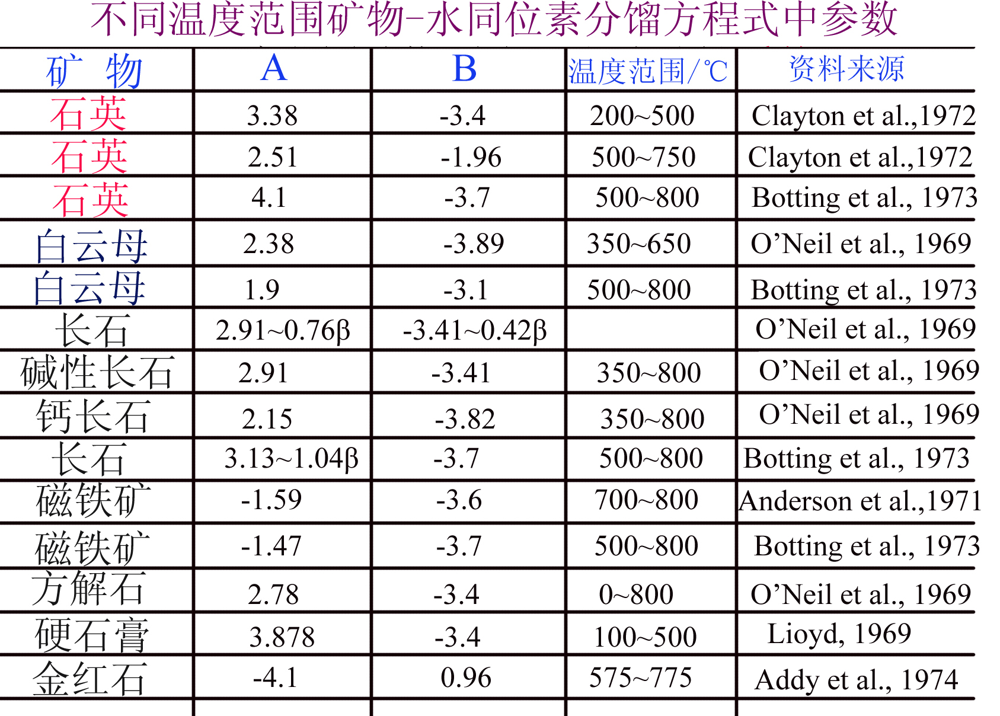 不同温度范围矿物-水同位素分馏方程式中参数
矿 物 A B 温度范围/℃ 资料来源
石英 3.38 -3.4 200~500 Clayton et al.,1972
石英 2.51 -1.96 500~750 Clayton et al.,1972
石英 4.1 -3.7 500~800 Botting et al., 1973
白云母 2.38 -3.89 350~650 O’Neil et al., 1969
白云母 1.9 -3.1 500~800 Botting et al., 1973
长石 2.91~0.76β -3.41~0.42β O’Neil et al., 1969
碱性长石 2.91 -3.41 350~800 O’Neil et al., 1969
钙长石 2.15 -3.82 350~800 O’Neil et al., 1969
长石 3.13~1.04β -3.7 500~800 Botting et al., 1973
磁铁矿 -1.59 -3.6 700~800 Anderson et al.,1971
磁铁矿 -1.47 -3.7 500~800 Botting et al., 1973
方解石 2.78 -3.4 0~800 O’Neil et al., 1969
硬石膏 3.878 -3.4 100~500 Lioyd, 1969
金红石 -4.1 0.96 575~775 Addy et al., 1974